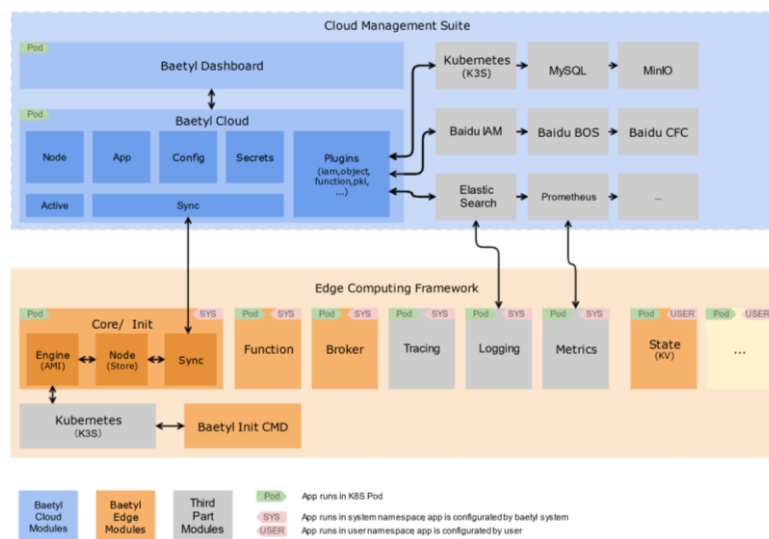 Cloud Management Suite
Pod
Baetyl Dashboard
Kubernetes
(K3S)
MySQL
MinIO
Pod
Baetyl Cloud
Node
App
Config
Secrets
Plugins
(iam,object,
function,pki,
...)
Baidu IAM
Baidu BOS
Baidu CFC
Active
Sync
Elastic
Search
Prometheus
...
Edge Computing Framework
Pod
SYS
Core/ Init
Engine
(AMI)
Node
(Store)
Sync
Pod
SYS
Function
Pod
SYS
Broker
Pod
SYS
Tracing
Pod
SYS
Logging
Pod
SYS
Metrics
Pod
USER
State
(KV)
Pod
USER
...
Kubernetes
(K3S)
Baetyl Init CMD
Baetyl
Cloud
Modules
Baetyl
Edge
Modules
Third
Part
Modules
Pod
App runs in K8S Pod
SYS
App runs in system namespace, app is configurated by baetyl system
USER
App runs in user namespace, app is configurated by user